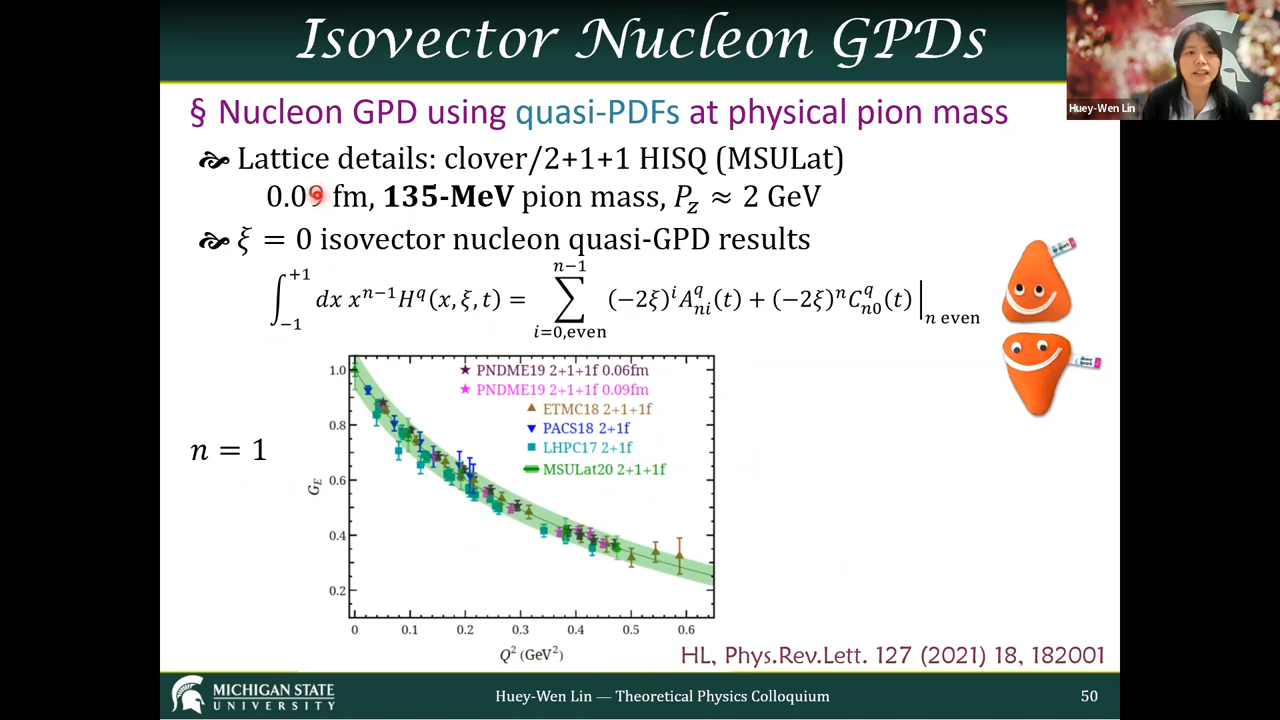 Isovector Nucleon GPDs
Huey-Wen Lin
§ Nucleon GPD using quasi-PDFs at physical pion mass
Lattice details: clover/2+1+1 HISQ (MSULat)
0.09 fm, 135-MeV pion mass, P_z ≈ 2 GeV
ξ = 0 isovector nucleon quasi-GPD results
∫_{-1}^{+1} dx x^{n−1} H^q(x, ξ, t) = ∑_{i=0,even}^{n−1} (−2ξ)^i A^q_{ni}(t) + (−2ξ)^n C^q_{n0}(t)|_{n even}
n = 1
PNDME19 2+1+1f 0.06fm
PNDME19 2+1+1f 0.09fm
ETMC18 2+1+1f
PACS18 2+1f
LHPC17 2+1f
MSULat20 2+1+1f
1.0
0.8
0.6
0.4
0.2
G_E
0 0.1 0.2 0.3 0.4 0.5 0.6
Q² (GeV²)
HL, Phys.Rev.Lett. 127 (2021) 18, 182001
MICHIGAN STATE
UNIVERSITY
Huey-Wen Lin — Theoretical Physics Colloquium
50